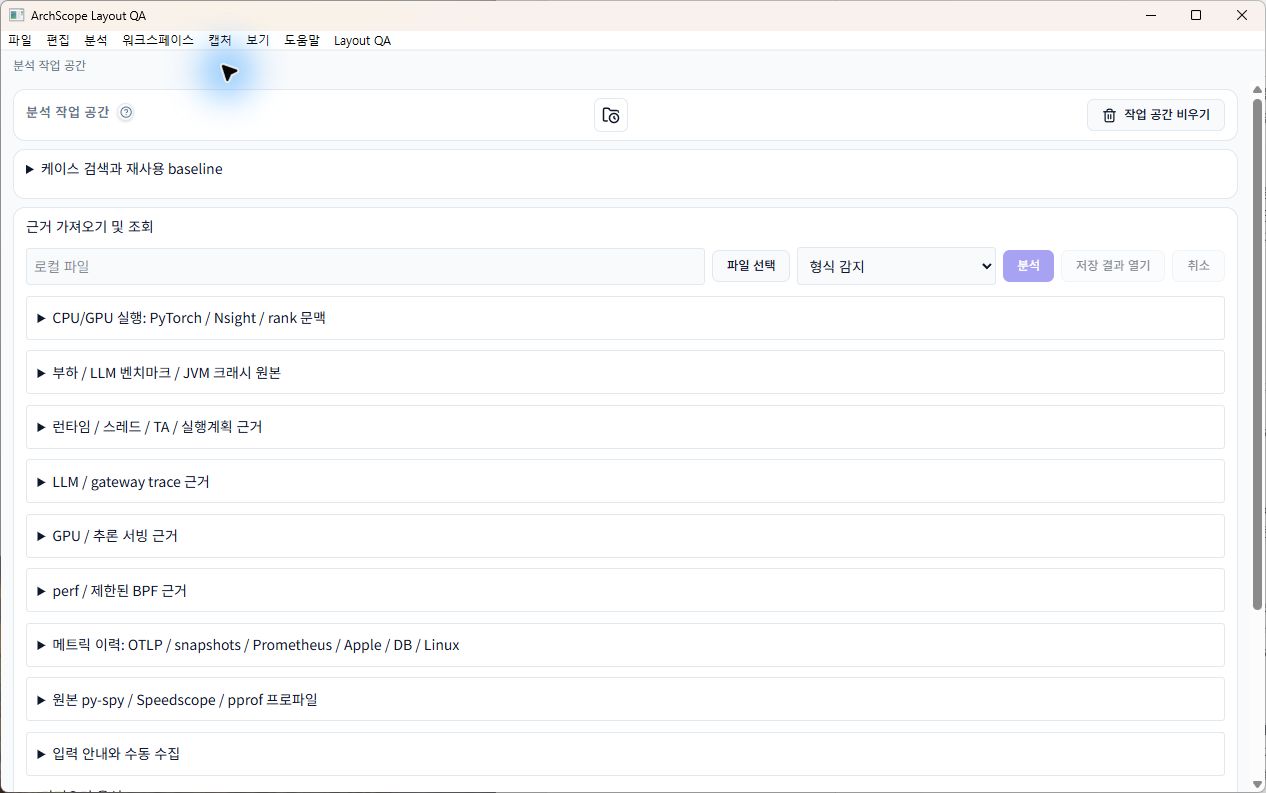 ArchScope Layout QA
파일 편집 분석 워크스페이스 캡처 보기 도움말 Layout QA
분석 작업 공간
분석 작업 공간 ? 작업 공간 비우기
▶ 케이스 검색과 재사용 baseline
근거 가져오기 및 조회
로컬 파일 파일 선택 형식 감지 분석 저장 결과 열기 취소
▶ CPU/GPU 실행: PyTorch / Nsight / rank 문맥
▶ 부하 / LLM 벤치마크 / JVM 크래시 원본
▶ 런타임 / 스레드 / TA / 실행계획 근거
▶ LLM / gateway trace 근거
▶ GPU / 추론 서빙 근거
▶ perf / 제한된 BPF 근거
▶ 메트릭 이력: OTLP / snapshots / Prometheus / Apple / DB / Linux
▶ 원본 py-spy / Speedscope / pprof 프로파일
▶ 입력 안내와 수동 수집